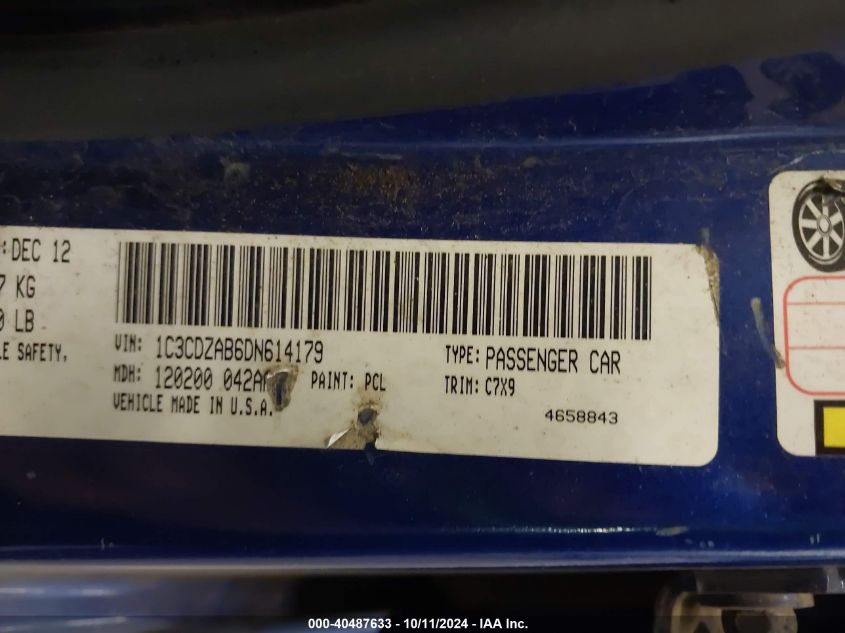 :DEC 12
7 KG
0 LB
LE SAFETY,
VIN: 1C3CDZAB6DN614179
TYPE: PASSENGER CAR
MDH: 120200 042
PAINT: PCL
TRIM: C7X9
VEHICLE MADE IN U.S.A.
4658843
000-40487633 - 10/11/2024 - IAA Inc.